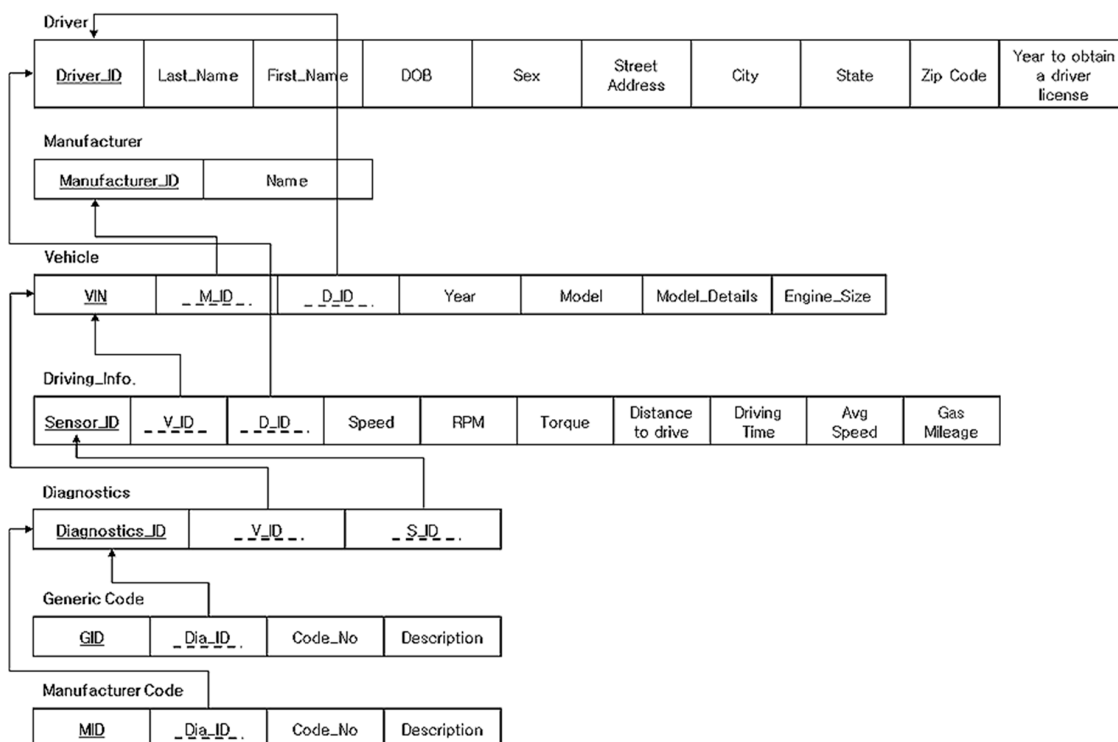 Driver
Driver_ID Last_Name First_Name DOB Sex Street Address City State Zip Code Year to obtain a driver license
Manufacturer
Manufacturer_ID Name
Vehicle
VIN M_ID D_ID Year Model Model_Details Engine_Size
Driving_Info.
Sensor_ID V_ID D_ID Speed RPM Torque Distance to drive Driving Time Avg Speed Gas Mileage
Diagnostics
Diagnostics_ID V_ID S_ID
Generic Code
GID Dia_ID Code_No Description
Manufacturer Code
MID Dia_ID Code_No Description